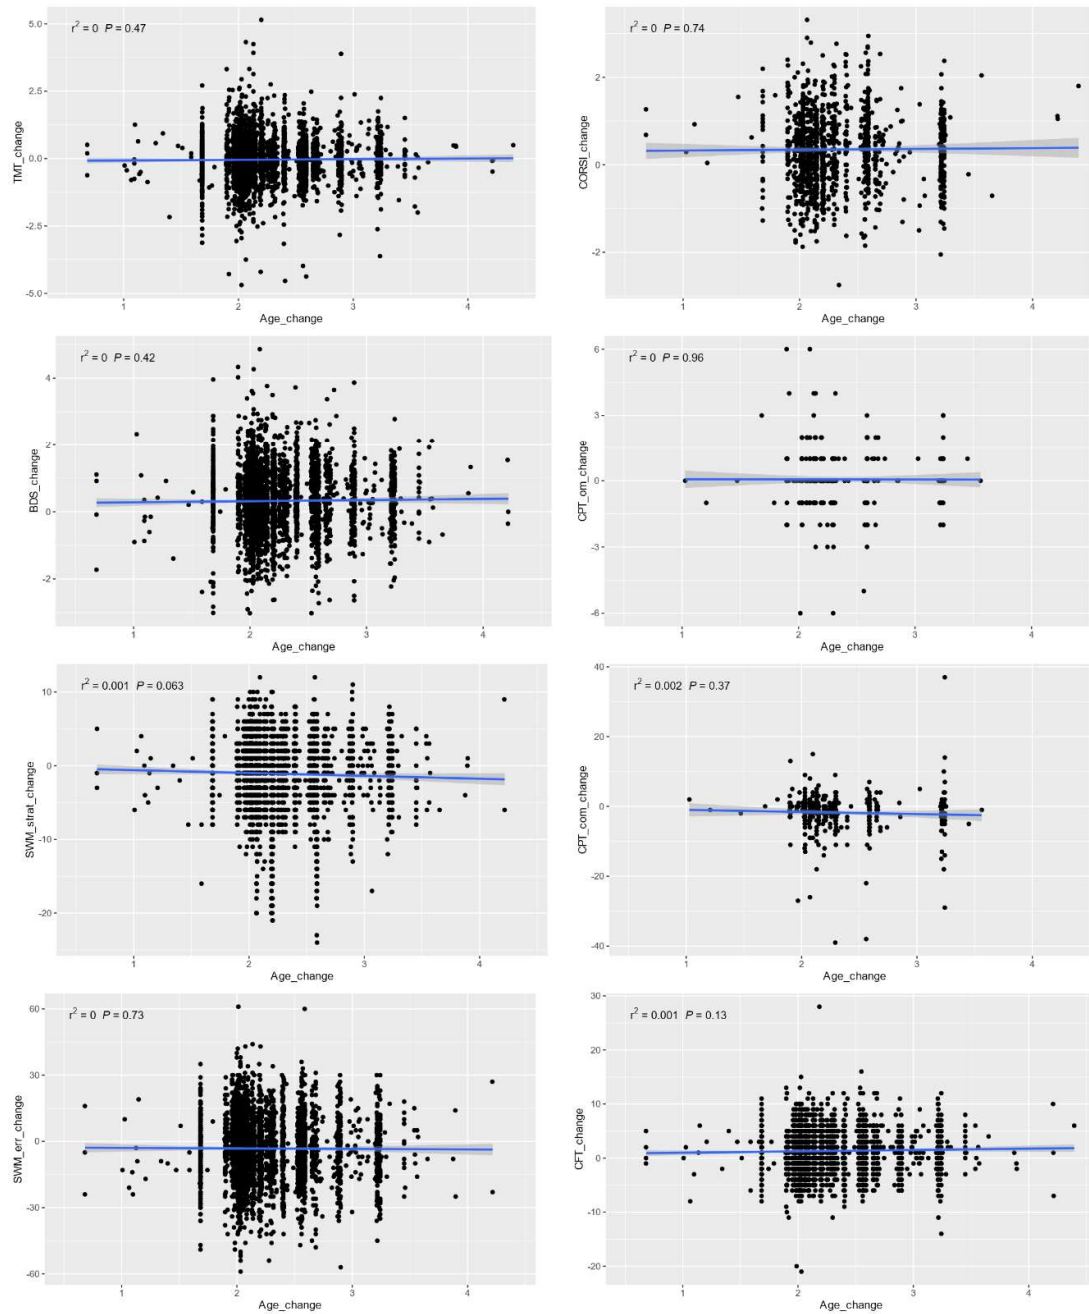 r² = 0 P = 0.47
5.0
2.5
0.0
-2.5
-5.0
TMT_change
1 2 3 4
Age_change
r² = 0 P = 0.74
2
0
-2
CORSI_change
1 2 3 4
Age_change
r² = 0 P = 0.42
4
2
0
-2
BDS_change
1 2 3 4
Age_change
r² = 0 P = 0.96
6
3
0
-3
-6
CPT_om_change
1 2 3 4
Age_change
r² = 0.001 P = 0.063
10
0
-10
-20
SWM_strat_change
1 2 3 4
Age_change
r² = 0.002 P = 0.37
40
20
0
-20
-40
CPT_com_change
1 2 3 4
Age_change
r² = 0 P = 0.73
60
30
0
-30
-60
SWM_err_change
1 2 3 4
Age_change
r² = 0.001 P = 0.13
30
20
10
0
-10
-20
CFT_change
1 2 3 4
Age_change